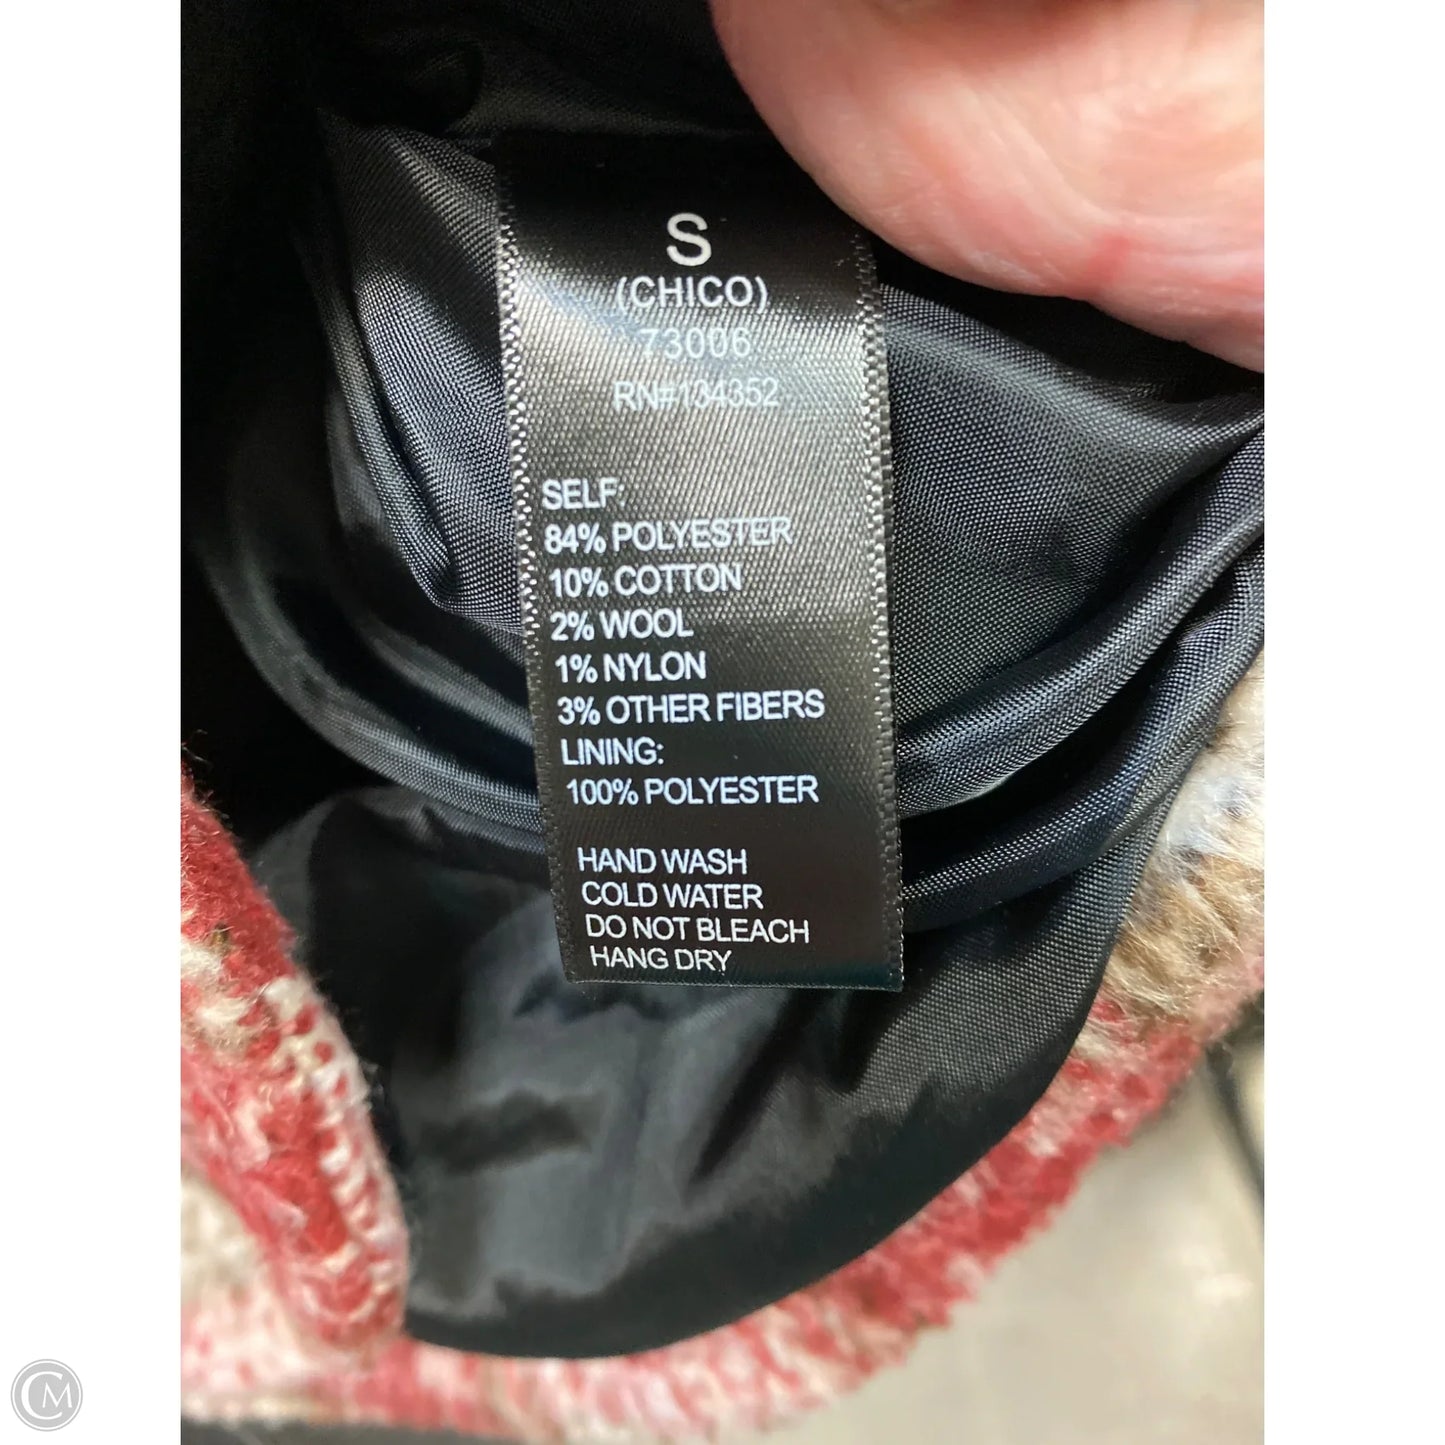 S
(CHICO)
73006
RN#134352
SELF:
84% POLYESTER
10% COTTON
2% WOOL
1% NYLON
3% OTHER FIBERS
LINING:
100% POLYESTER
HAND WASH
COLD WATER
DO NOT BLEACH
HANG DRY
CM